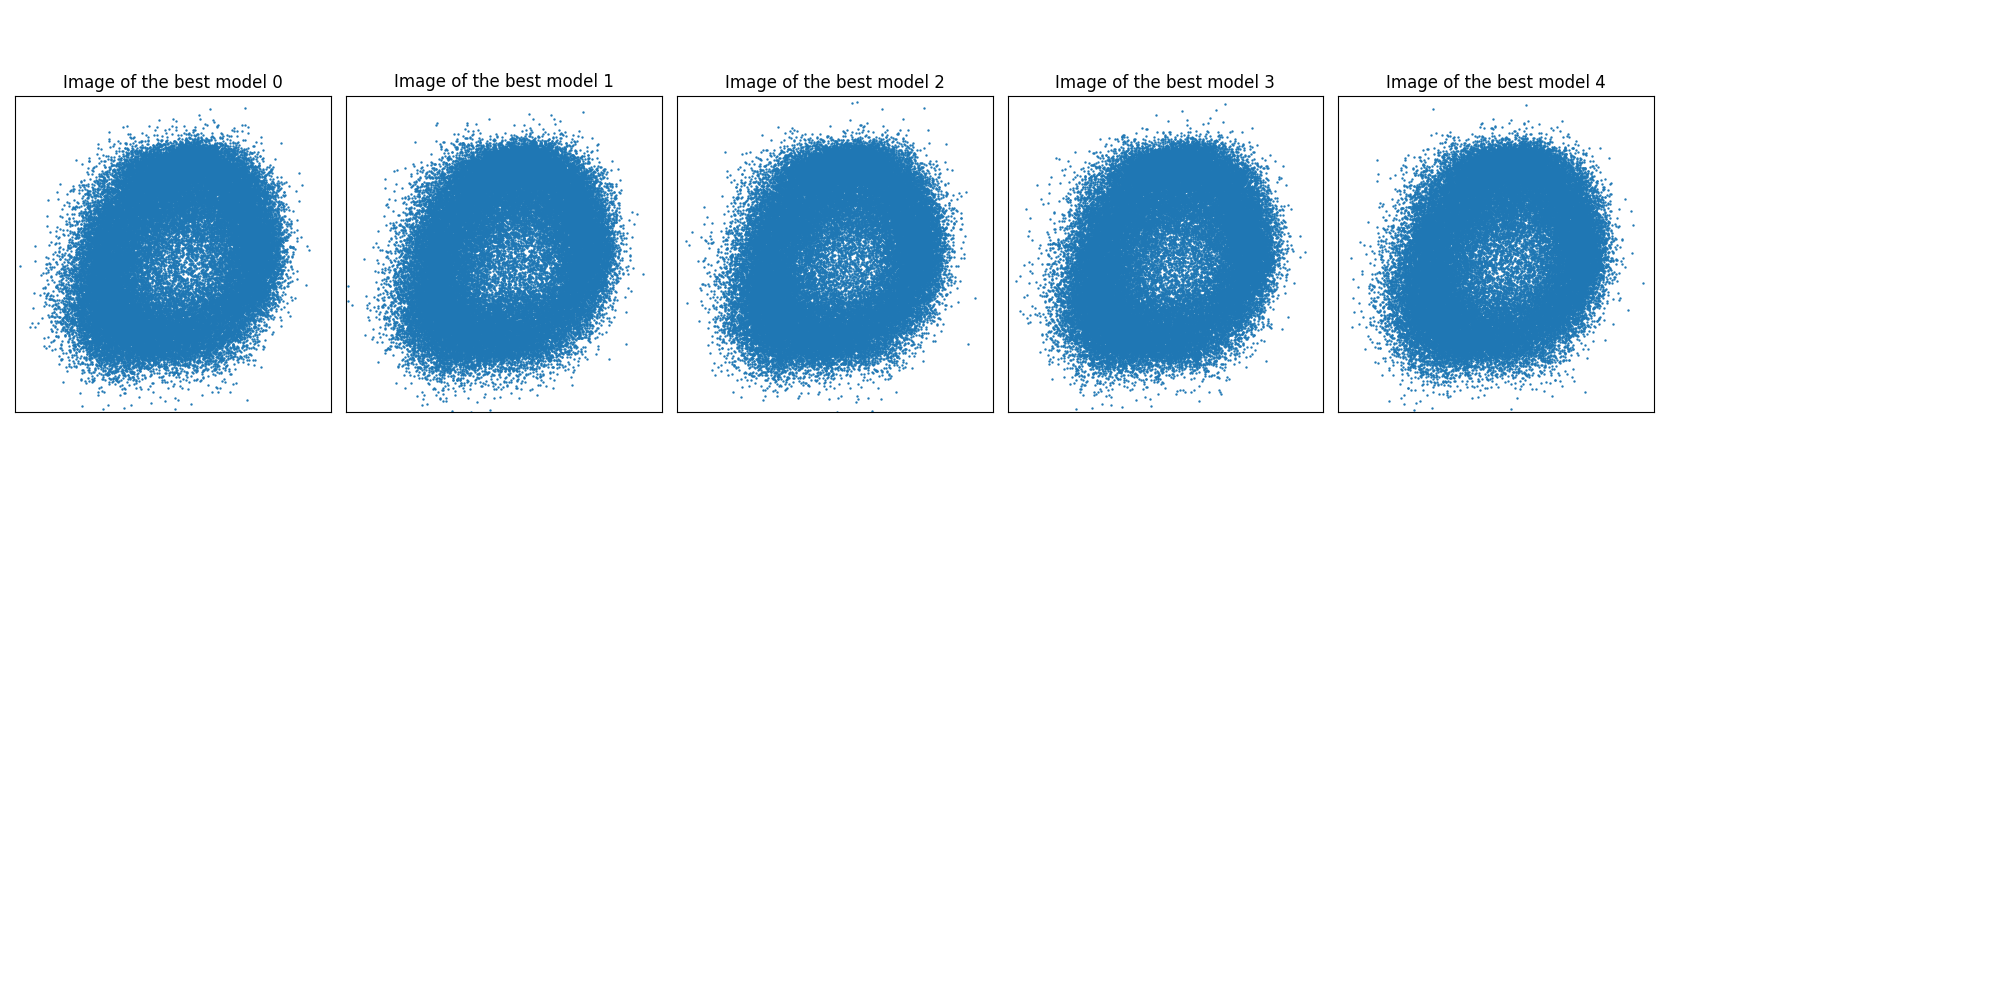 Image of the best model 0
Image of the best model 1
Image of the best model 2
Image of the best model 3
Image of the best model 4